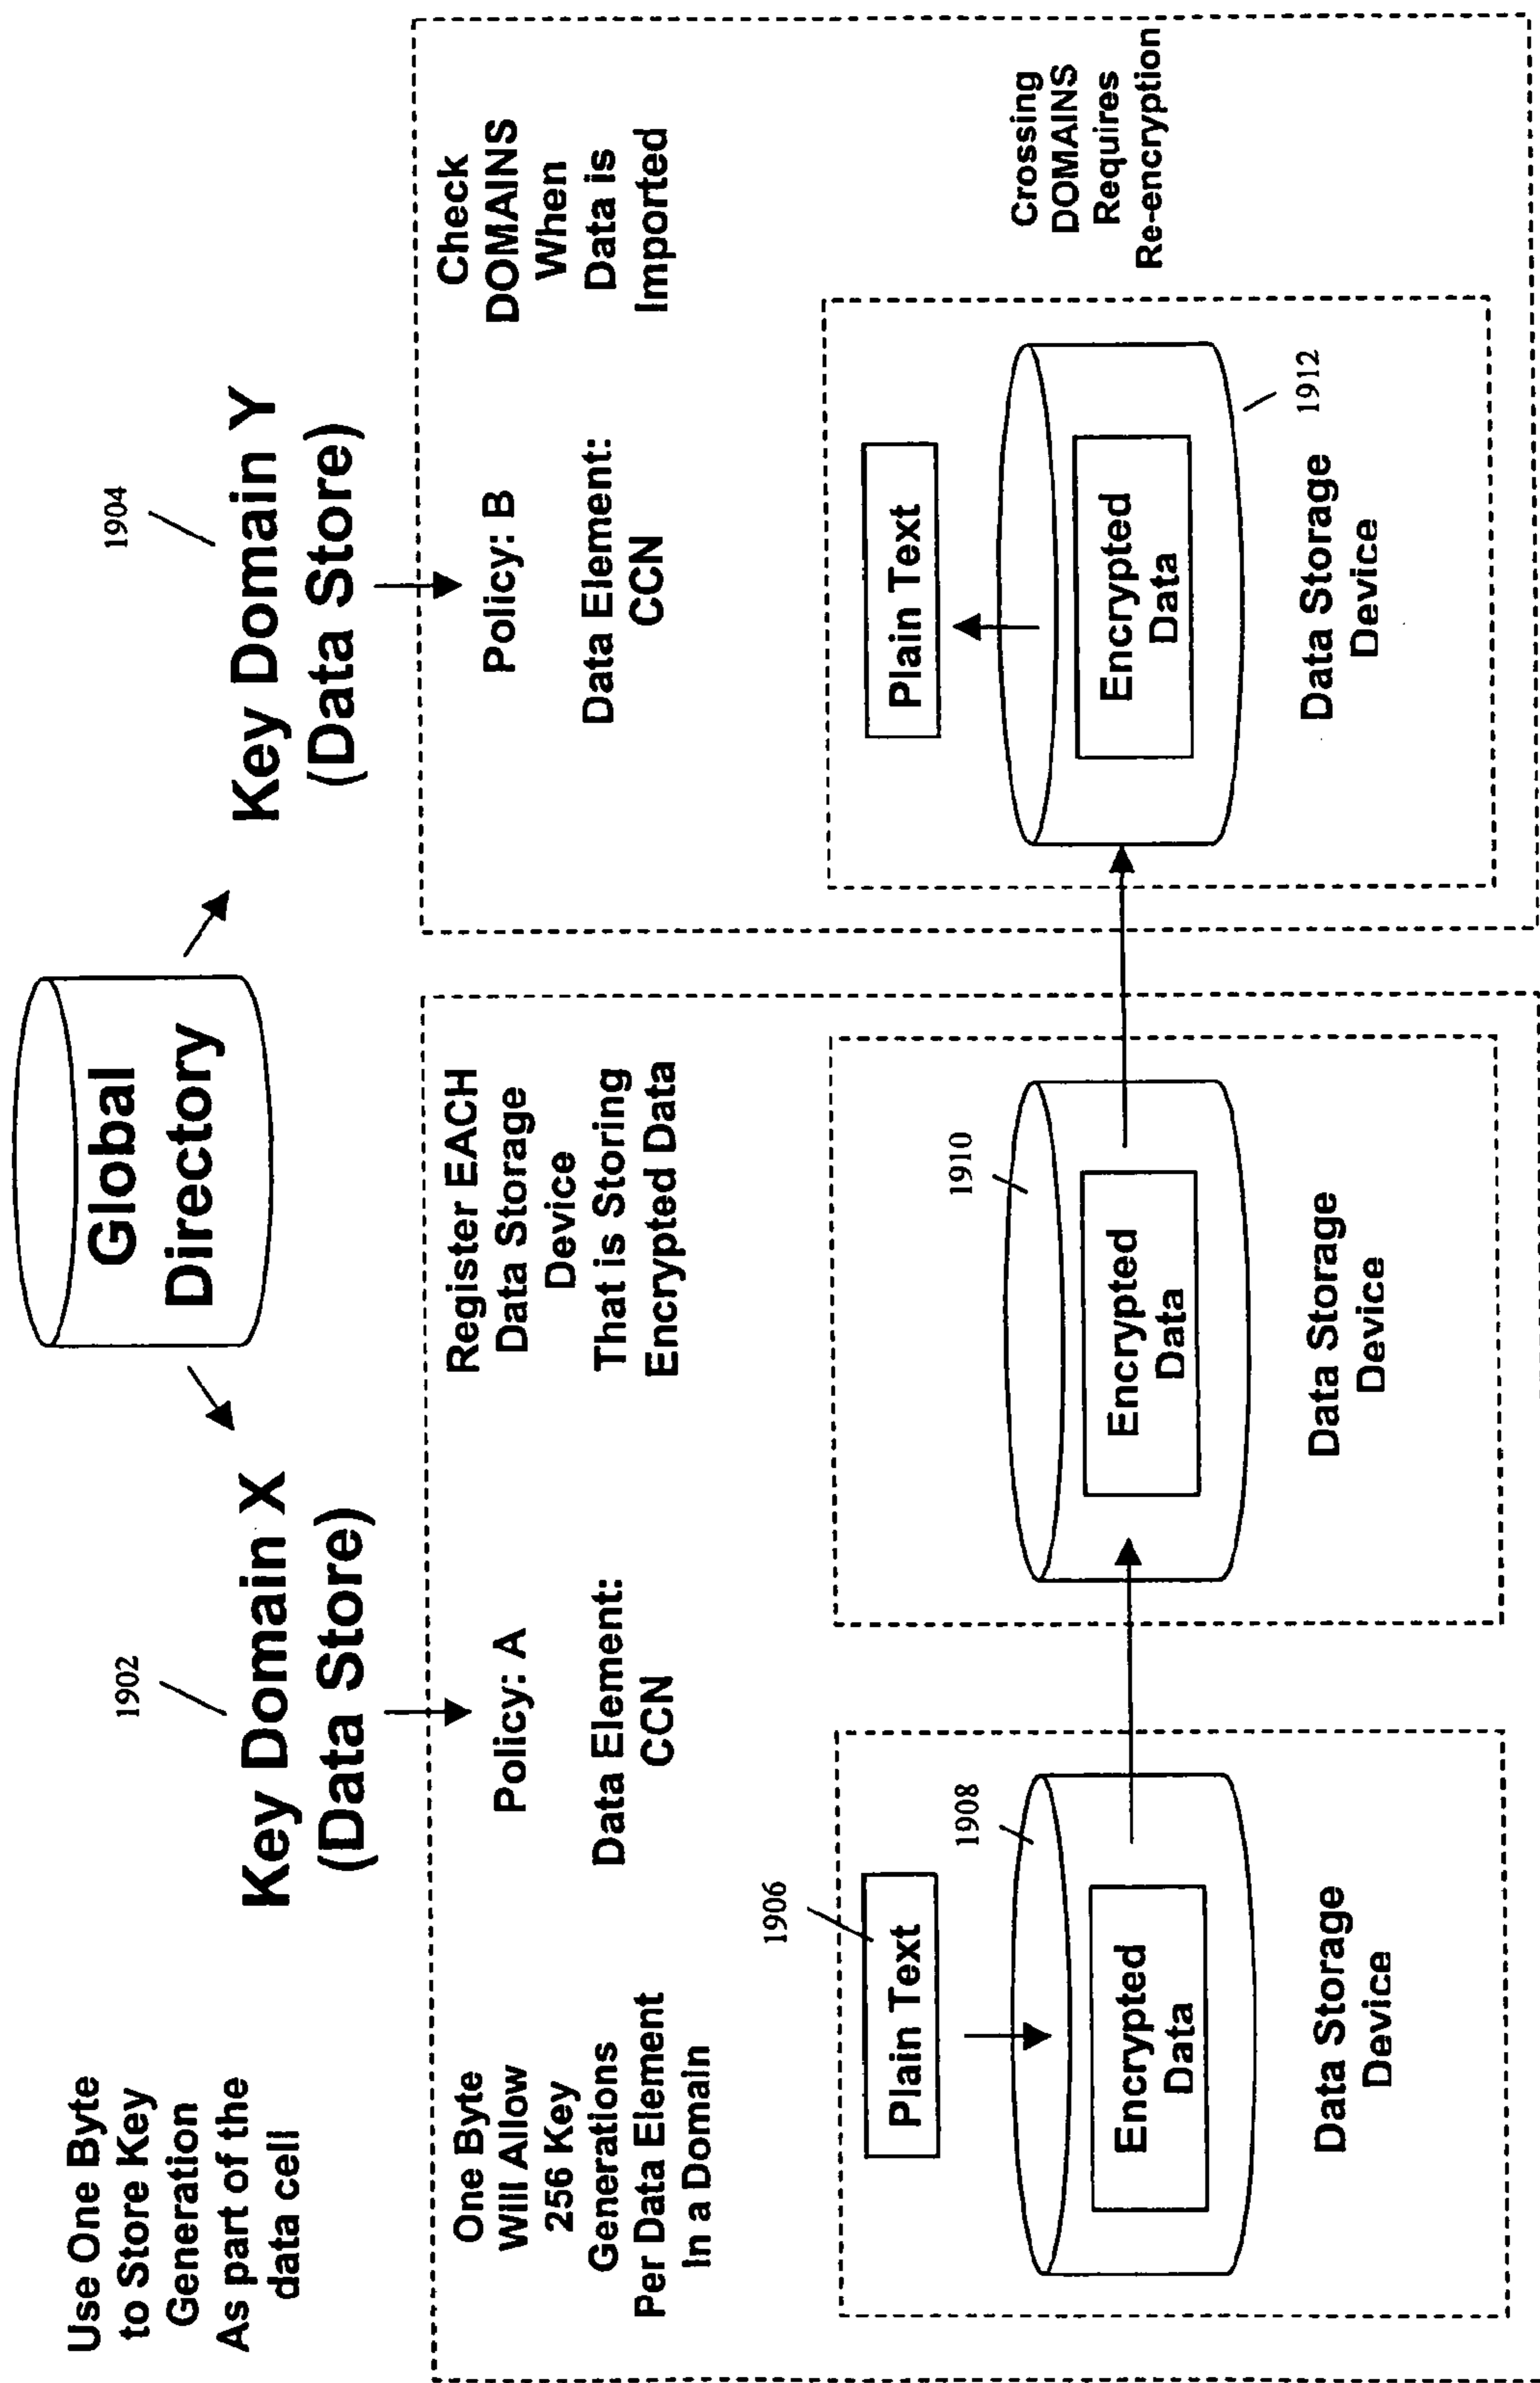 Use One Byte
to Store Key
Generation
As part of the
data cell
Global
Directory
1902
Key Domain X
(Data Store)
1904
Key Domain Y
(Data Store)
One Byte
Will Allow
256 Key
Generations
Per Data Element
In a Domain
Policy: A
Data Element:
CCN
Register EACH
Data Storage
Device
That is Storing
Encrypted Data
Policy: B
Data Element:
CCN
Check
DOMAINS
When
Data is
Imported
1906
Plain Text
1908
Encrypted
Data
Data Storage
Device
1910
Encrypted
Data
Data Storage
Device
Plain Text
Encrypted
Data
1912
Data Storage
Device
Crossing
DOMAINS
Requires
Re-encryption